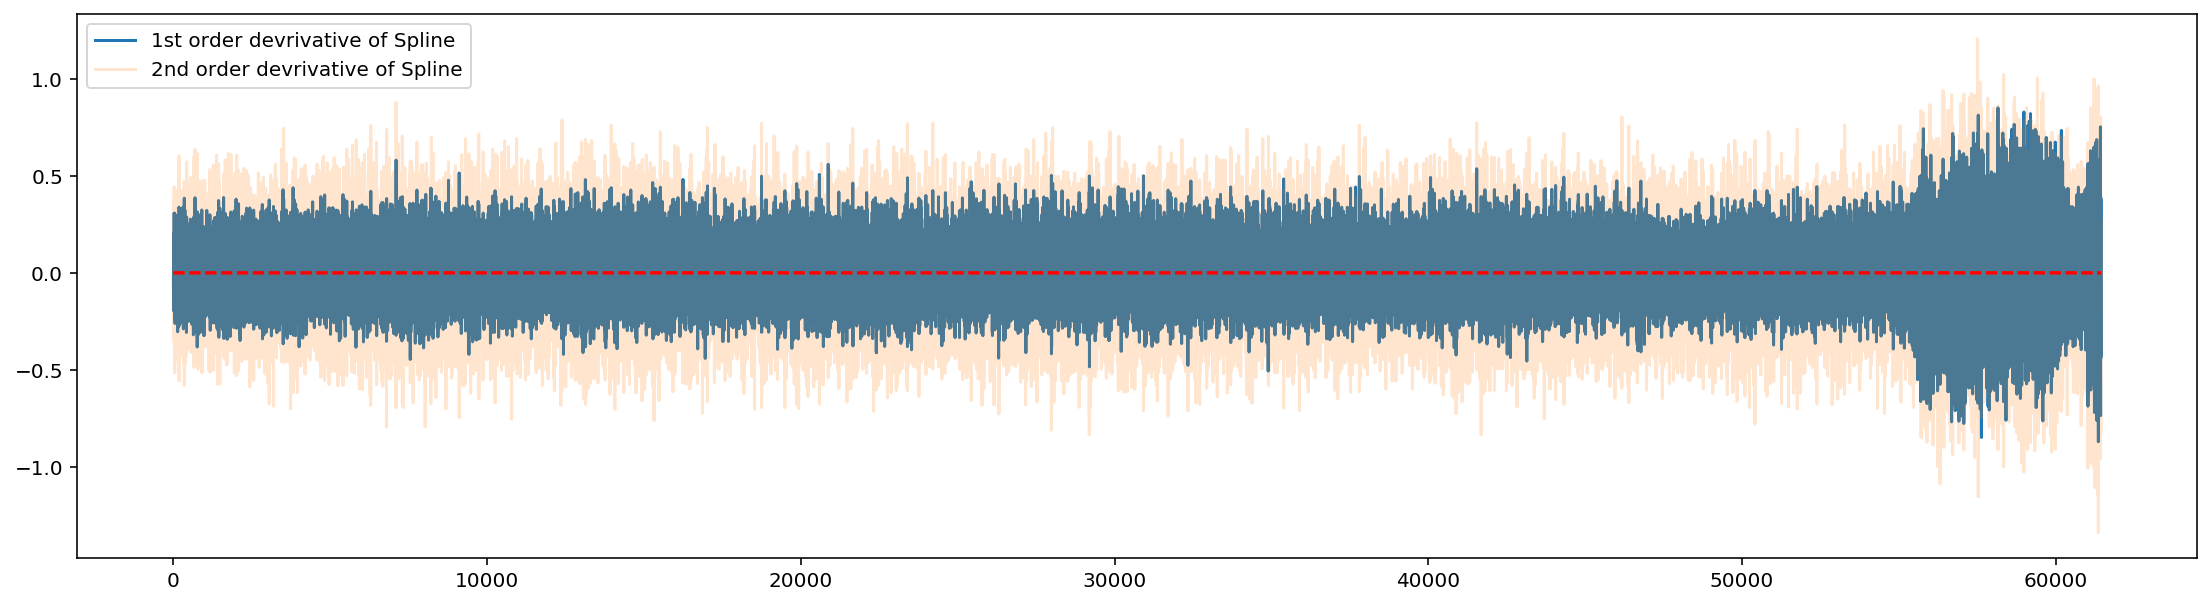 1st order devrivative of Spline
2nd order devrivative of Spline
1.0
0.5
0.0
−0.5
−1.0
0 10000 20000 30000 40000 50000 60000